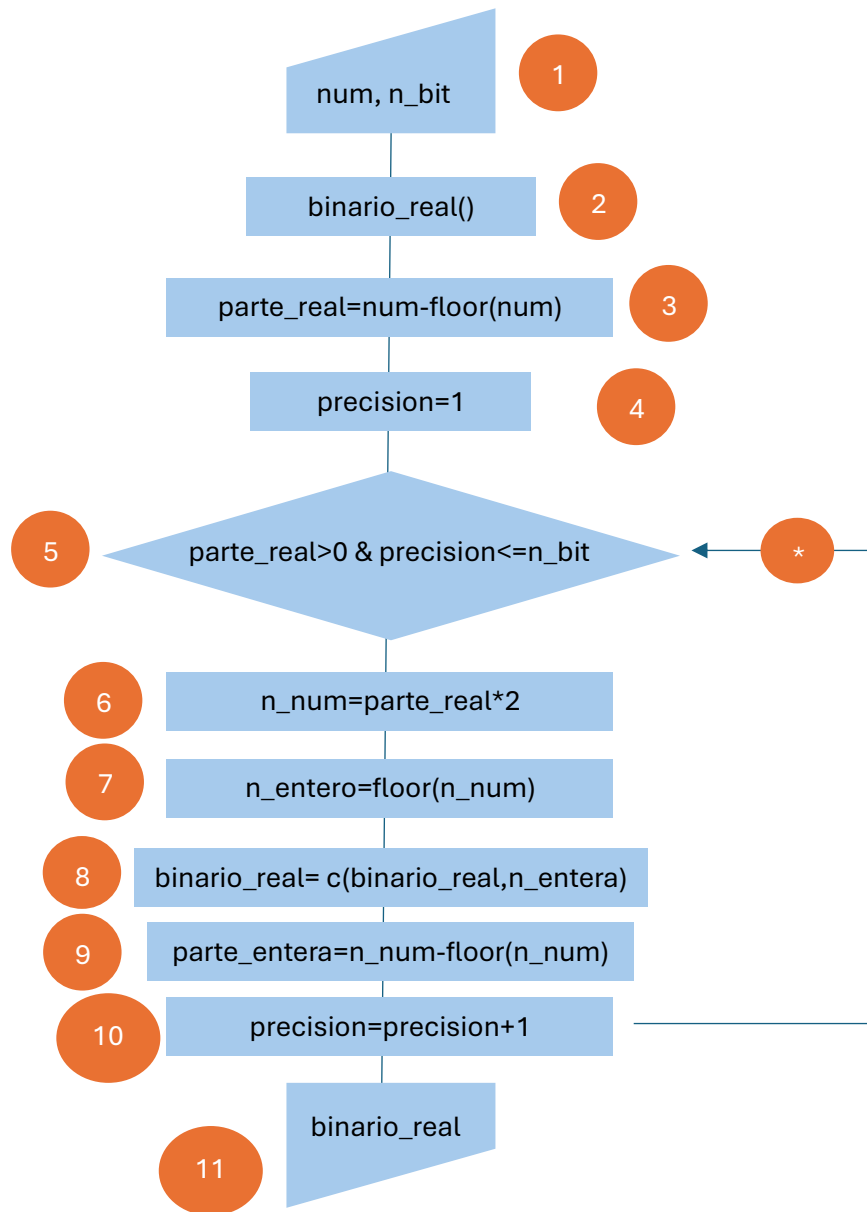 num, n_bit
1
binario_real()
2
parte_real=num-floor(num)
3
precision=1
4
5
parte_real>0 & precision<=n_bit
*
6
n_num=parte_real*2
7
n_entero=floor(n_num)
8
binario_real= c(binario_real,n_entera)
9
parte_entera=n_num-floor(n_num)
10
precision=precision+1
binario_real
11